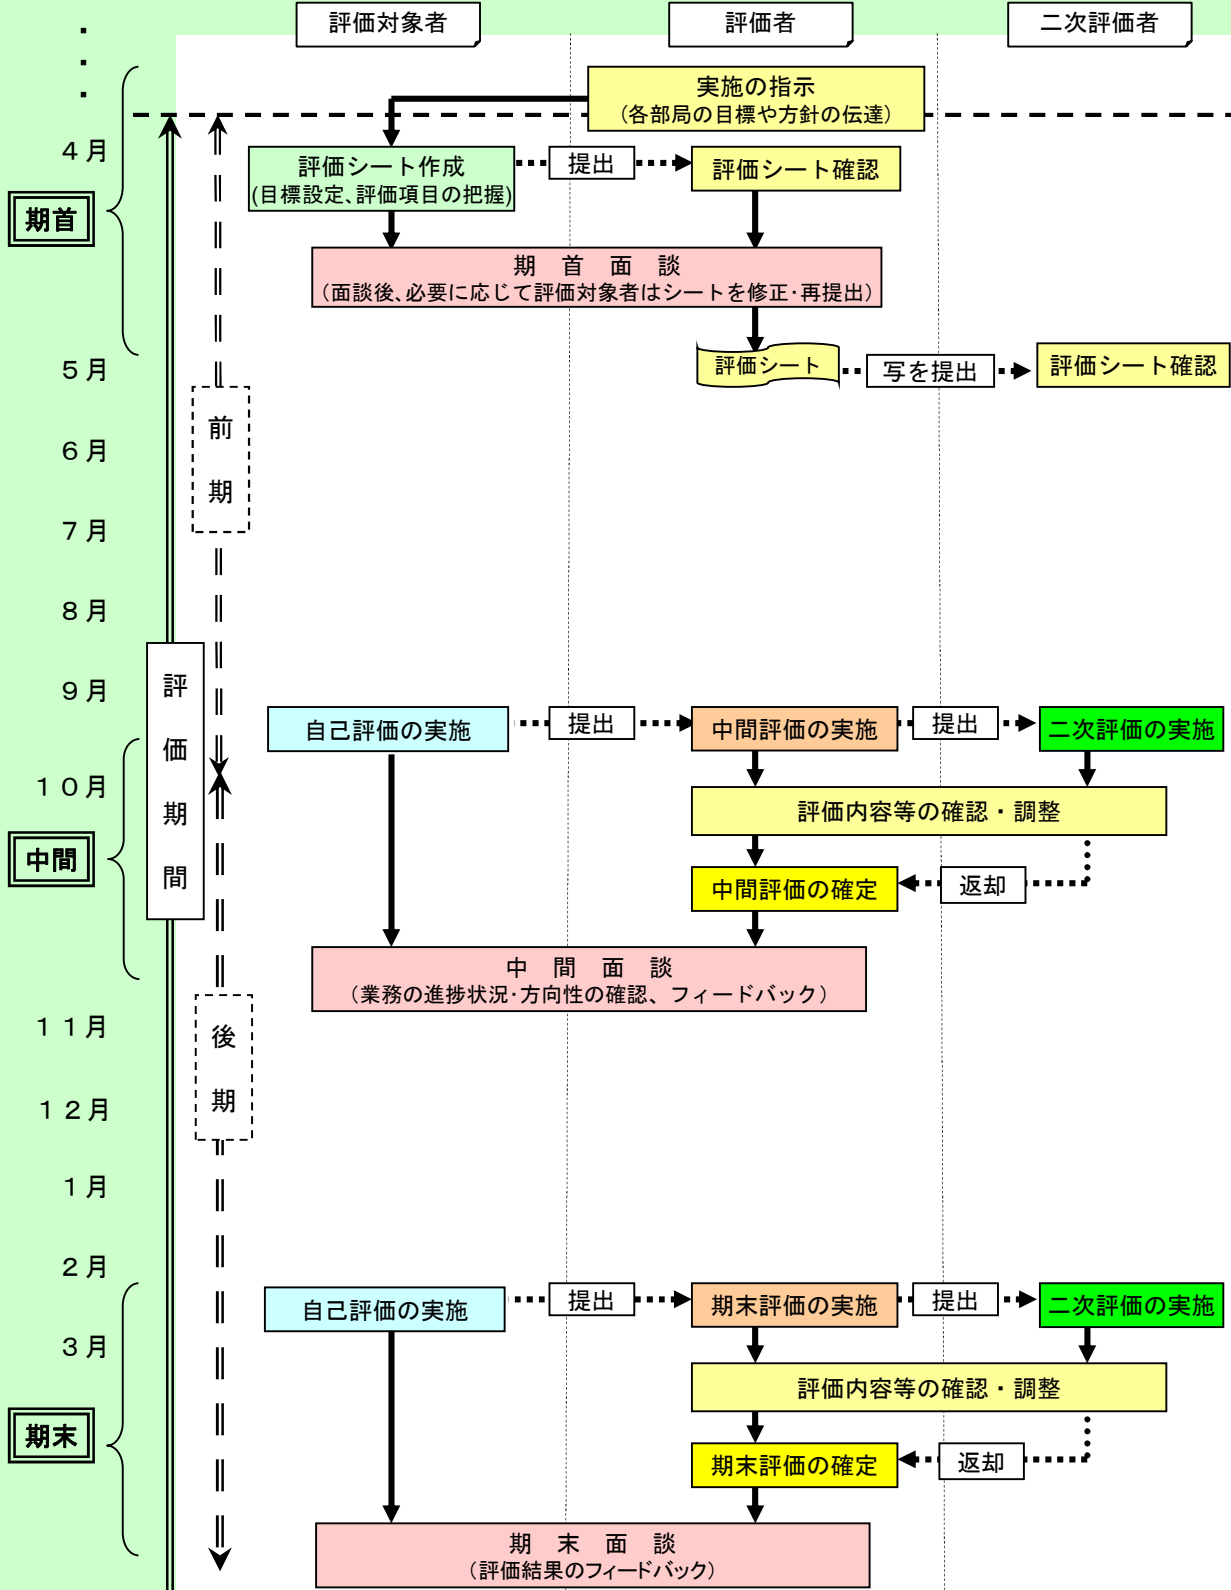 評価対象者
評価者
二次評価者
実施の指示
（各部局の目標や方針の伝達）
４月
評価シート作成
(目標設定、評価項目の把握)
提出
評価シート確認
期首
期　首　面　談
（面談後、必要に応じて評価対象者はシートを修正・再提出）
５月
評価シート
写を提出
評価シート確認
前
期
６月
７月
８月
評
価
期
間
９月
自己評価の実施
提出
中間評価の実施
提出
二次評価の実施
１０月
評価内容等の確認・調整
中間
中間評価の確定
返却
中　間　面　談
（業務の進捗状況・方向性の確認、フィードバック）
１１月
後
期
１２月
１月
２月
自己評価の実施
提出
期末評価の実施
提出
二次評価の実施
３月
評価内容等の確認・調整
期末
期末評価の確定
返却
期　末　面　談
（評価結果のフィードバック）